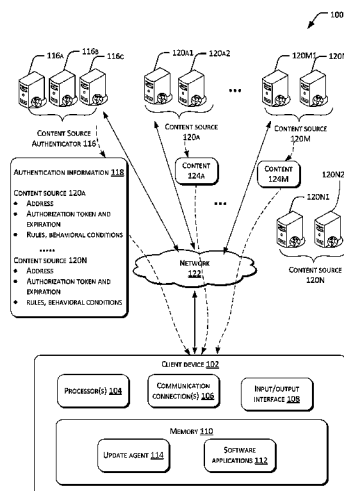 100
116A
116B
116C
120A1
120A2
120M1
...
CONTENT SOURCE
AUTHENTICATOR 116
CONTENT SOURCE
120A
CONTENT SOURCE
120M
CONTENT
124A
CONTENT
124M
...
120N1
120N2
CONTENT SOURCE
120N
AUTHENTICATION INFORMATION 118
CONTENT SOURCE 120A
◆ ADDRESS
◆ AUTHORIZATION TOKEN AND
EXPIRATION
◆ RULES, BEHAVIORAL CONDITIONS
.....
CONTENT SOURCE 120N
◆ ADDRESS
◆ AUTHORIZATION TOKEN AND
EXPIRATION
◆ RULES, BEHAVIORAL CONDITIONS
NETWORK
122
CLIENT DEVICE 102
PROCESSOR(S) 104
COMMUNICATION
CONNECTION(S)
106
INPUT/OUTPUT
INTERFACE 108
MEMORY 110
UPDATE AGENT
114
SOFTWARE
APPLICATIONS 112